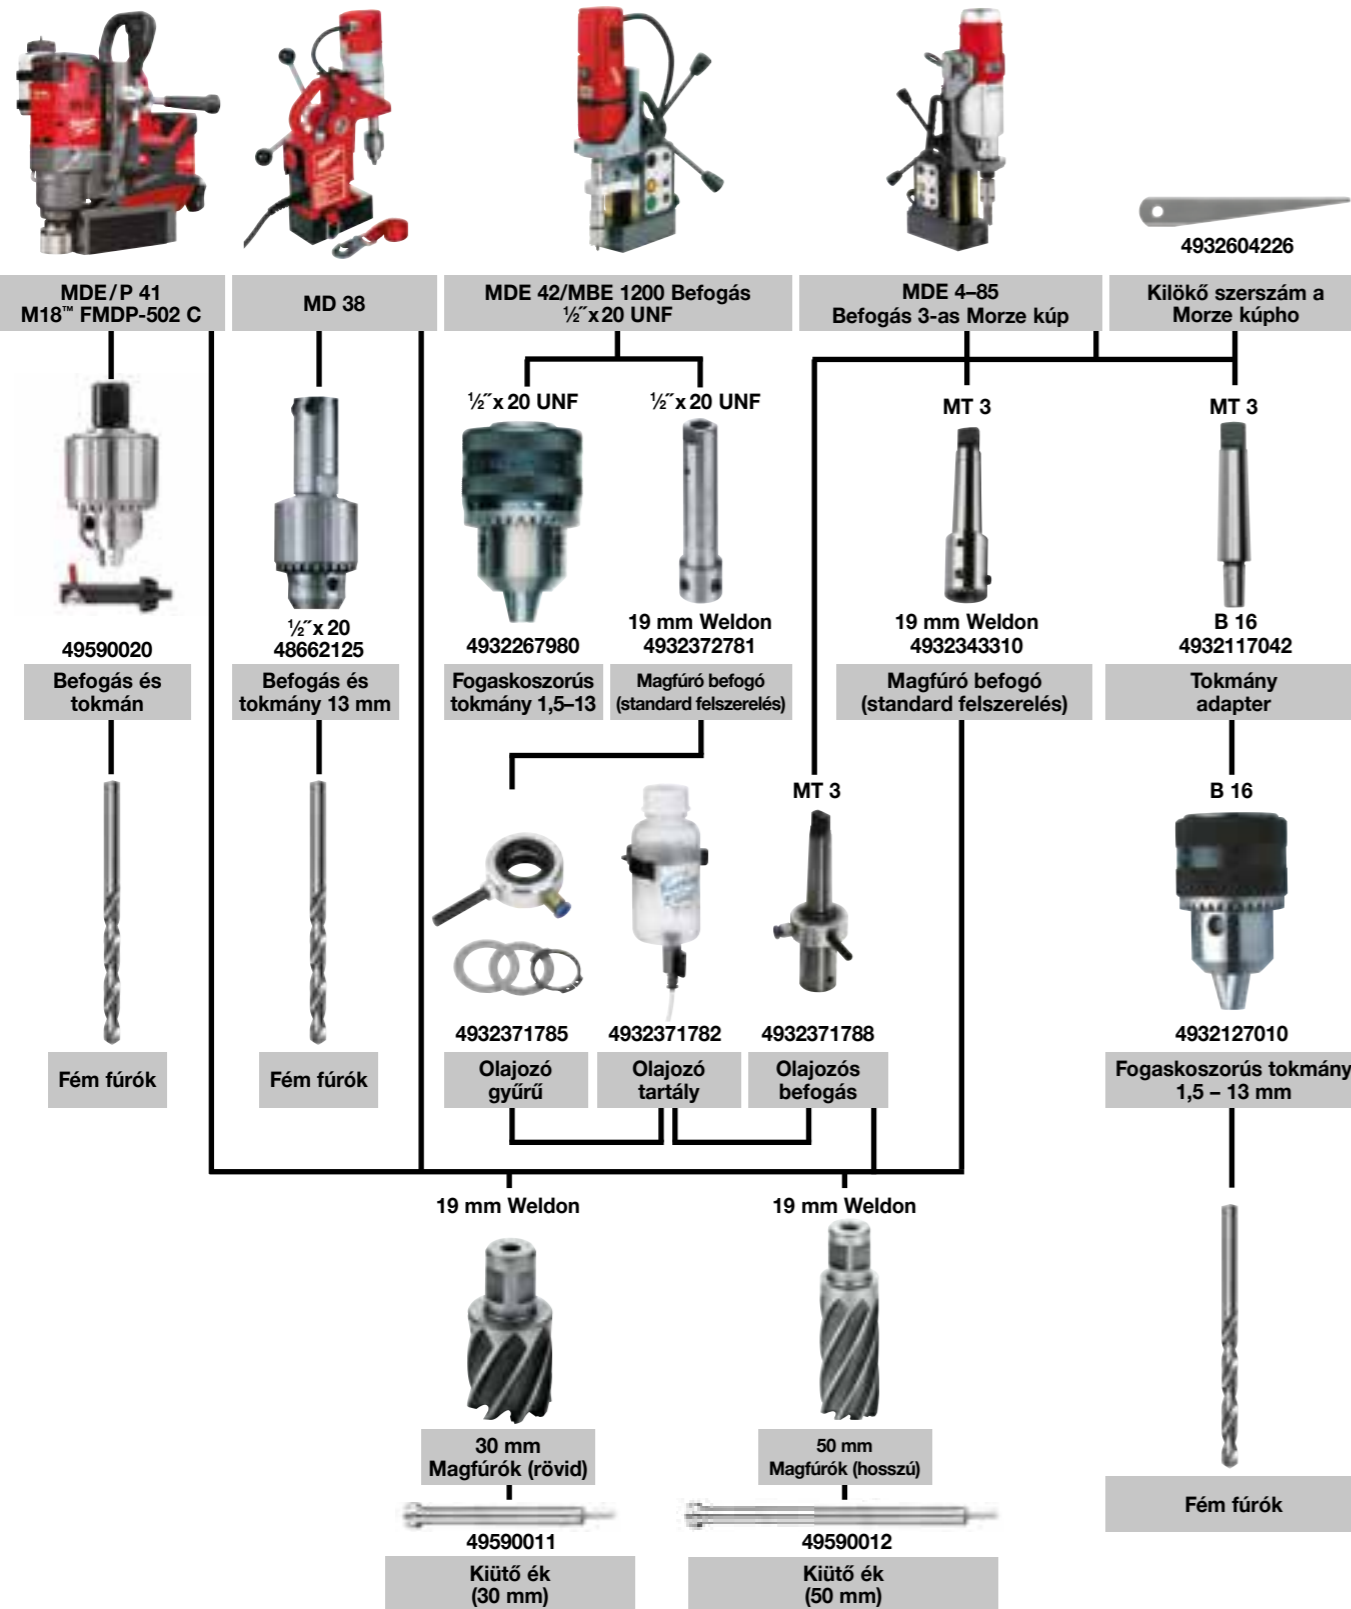 4932604226
MDE/P 41
M18™ FMDP-502 C
MD 38
MDE 42/MBE 1200 Befogás
½˝x 20 UNF
MDE 4–85
Befogás 3-as Morze kúp
Kilökő szerszám a
Morze kúpho
½˝x 20 UNF
½˝x 20 UNF
MT 3
MT 3
49590020
½˝x 20
48662125
4932267980
19 mm Weldon
4932372781
19 mm Weldon
4932343310
B 16
4932117042
Befogás és
tokmán
Befogás és
tokmány 13 mm
Fogaskoszorús
tokmány 1,5–13
Magfúró befogó
(standard felszerelés)
Magfúró befogó
(standard felszerelés)
Tokmány
adapter
MT 3
B 16
4932371785
4932371782
4932371788
4932127010
Fém fúrók
Fém fúrók
Olajozó
gyűrű
Olajozó
tartály
Olajozós
befogás
Fogaskoszorús tokmány
1,5 – 13 mm
19 mm Weldon
19 mm Weldon
30 mm
Magfúrók (rövid)
50 mm
Magfúrók (hosszú)
Fém fúrók
49590011
49590012
Kiütő ék
(30 mm)
Kiütő ék
(50 mm)